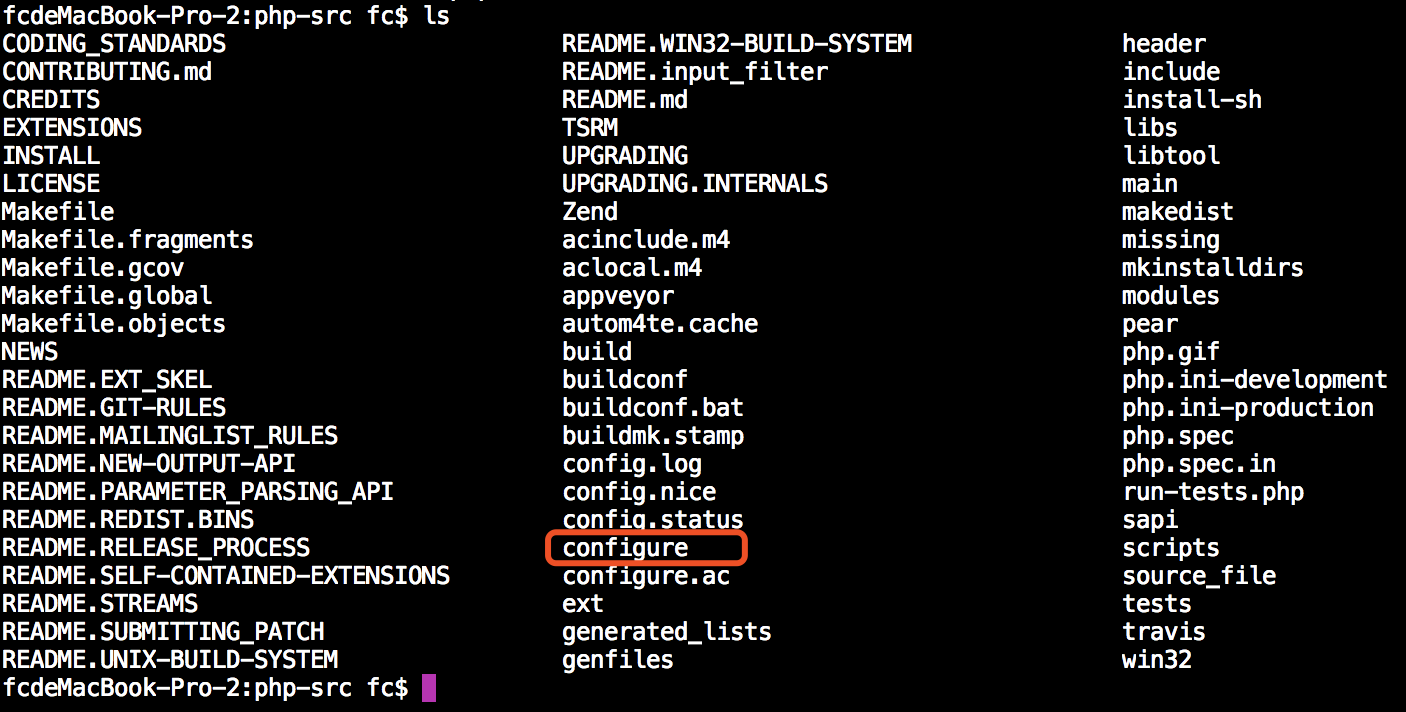 fcdeMacBook-Pro-2:php-src fc$ ls
CODING_STANDARDS README.WIN32-BUILD-SYSTEM header
CONTRIBUTING.md README.input_filter include
CREDITS README.md install-sh
EXTENSIONS TSRM libs
INSTALL UPGRADING libtool
LICENSE UPGRADING.INTERNALS main
Makefile Zend makedist
Makefile.fragments acinclude.m4 missing
Makefile.gcov aclocal.m4 mkinstalldirs
Makefile.global appveyor modules
Makefile.objects autom4te.cache pear
NEWS build php.gif
README.EXT_SKEL buildconf php.ini-development
README.GIT-RULES buildconf.bat php.ini-production
README.MAILINGLIST_RULES buildmk.stamp php.spec
README.NEW-OUTPUT-API config.log php.spec.in
README.PARAMETER_PARSING_API config.nice run-tests.php
README.REDIST.BINS config.status sapi
README.RELEASE_PROCESS configure scripts
README.SELF-CONTAINED-EXTENSIONS configure.ac source_file
README.STREAMS ext tests
README.SUBMITTING_PATCH generated_lists travis
README.UNIX-BUILD-SYSTEM genfiles win32
fcdeMacBook-Pro-2:php-src fc$